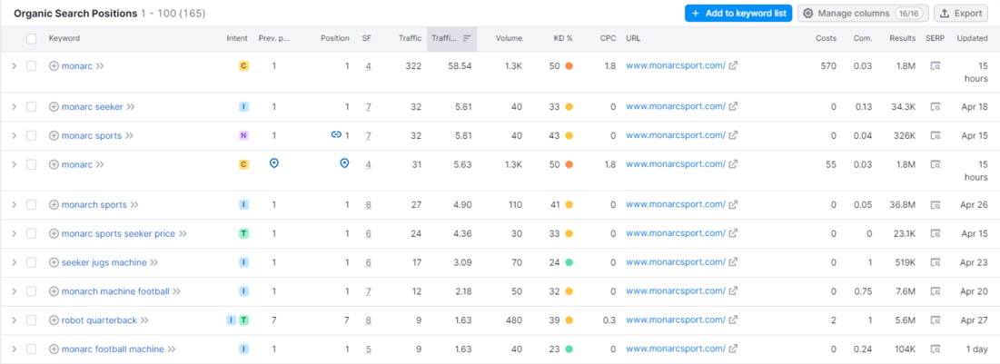 Organic Search Positions 1 - 100 (165) + Add to keyword list Manage columns 16/16 Export
Keyword Intent Prev. p... Position SF Traffic Traffi... Volume KD % CPC URL Costs Com. Results SERP Updated
monarc C 1 1 4 322 58.54 1.3K 50 1.8 www.monarcsport.com/ 570 0.03 1.8M 15 hours
monarc seeker I 1 1 7 32 5.81 40 33 0 www.monarcsport.com/ 0 0.13 34.3K Apr 18
monarc sports N 1 1 7 32 5.81 40 43 0 www.monarcsport.com/ 0 0.04 326K Apr 15
monarc C 4 31 5.63 1.3K 50 1.8 www.monarcsport.com/ 55 0.03 1.8M 15 hours
monarch sports I 1 1 8 27 4.90 110 41 0 www.monarcsport.com/ 0 0.05 36.8M Apr 26
monarc sports seeker price T 1 1 6 24 4.36 30 33 0 www.monarcsport.com/ 0 0 23.1K Apr 15
seeker jugs machine I 1 1 6 17 3.09 70 24 0 www.monarcsport.com/ 0 1 519K Apr 23
monarch machine football I 1 1 7 12 2.18 50 32 0 www.monarcsport.com/ 0 0.75 7.6M Apr 20
robot quarterback I T 7 7 8 9 1.63 480 39 0.3 www.monarcsport.com/ 2 1 5.6M Apr 27
monarc football machine I 1 1 5 9 1.63 40 23 0 www.monarcsport.com/ 0 0.24 104K 1 day